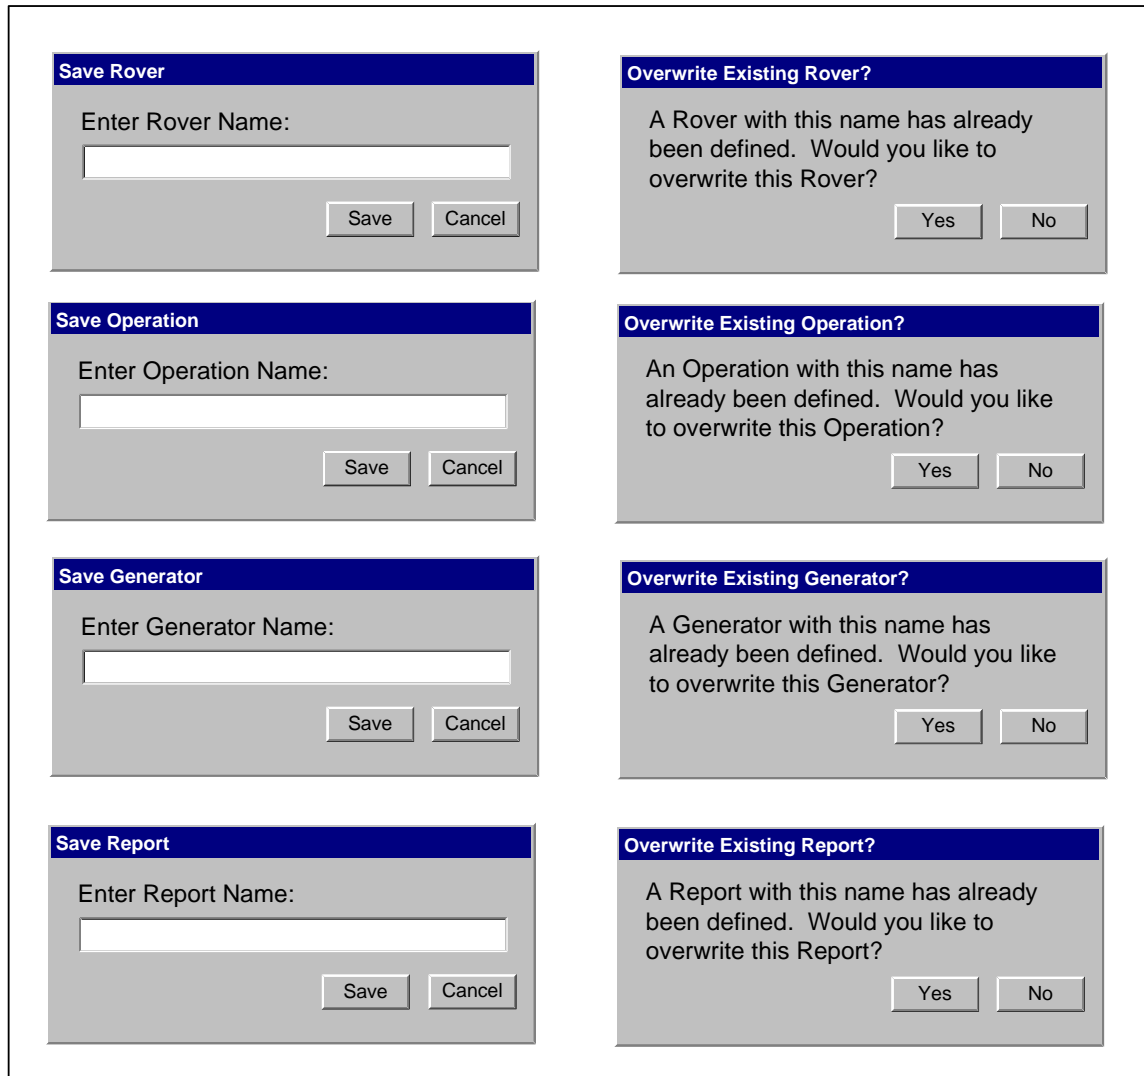 Save Rover
Enter Rover Name:
Save
Cancel
Overwrite Existing Rover?
A Rover with this name has already
been defined.  Would you like to
overwrite this Rover?
Yes
No
Save Operation
Enter Operation Name:
Save
Cancel
Overwrite Existing Operation?
An Operation with this name has
already been defined.  Would you like
to overwrite this Operation?
Yes
No
Save Generator
Enter Generator Name:
Save
Cancel
Overwrite Existing Generator?
A Generator with this name has
already been defined.  Would you like
to overwrite this Generator?
Yes
No
Save Report
Enter Report Name:
Save
Cancel
Overwrite Existing Report?
A Report with this name has already
been defined.  Would you like to
overwrite this Report?
Yes
No